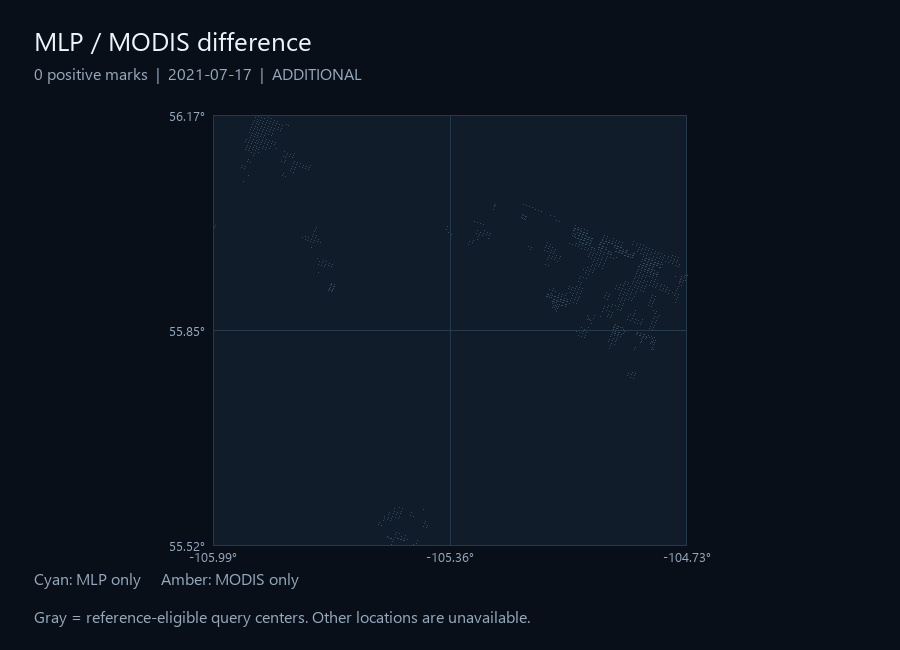 MLP / MODIS difference
0 positive marks | 2021-07-17 | ADDITIONAL
56.17°
55.85°
55.52°
-105.99° -105.36° -104.73°
Cyan: MLP only Amber: MODIS only
Gray = reference-eligible query centers. Other locations are unavailable.